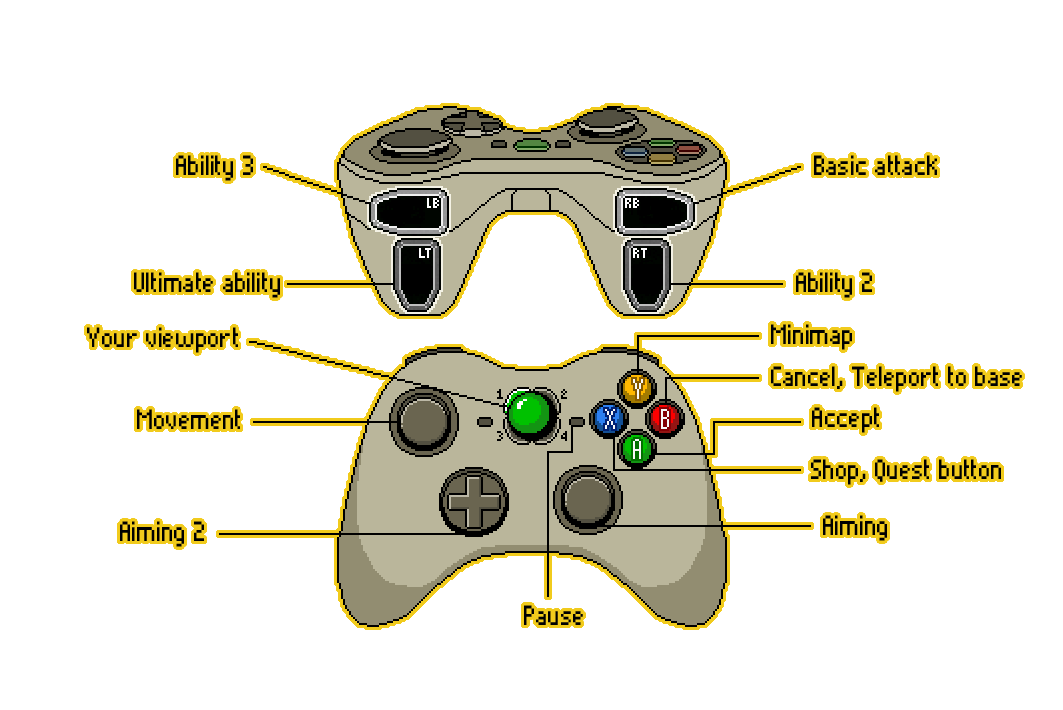 Ability 3
Basic attack
LB
RB
LT
RT
Ultimate ability
Ability 2
Your viewport
Minimap
Y
Cancel, Teleport to base
1 2
Movement
X
B
Accept
3 4
A
Shop, Quest button
Aiming 2
Aiming
Pause